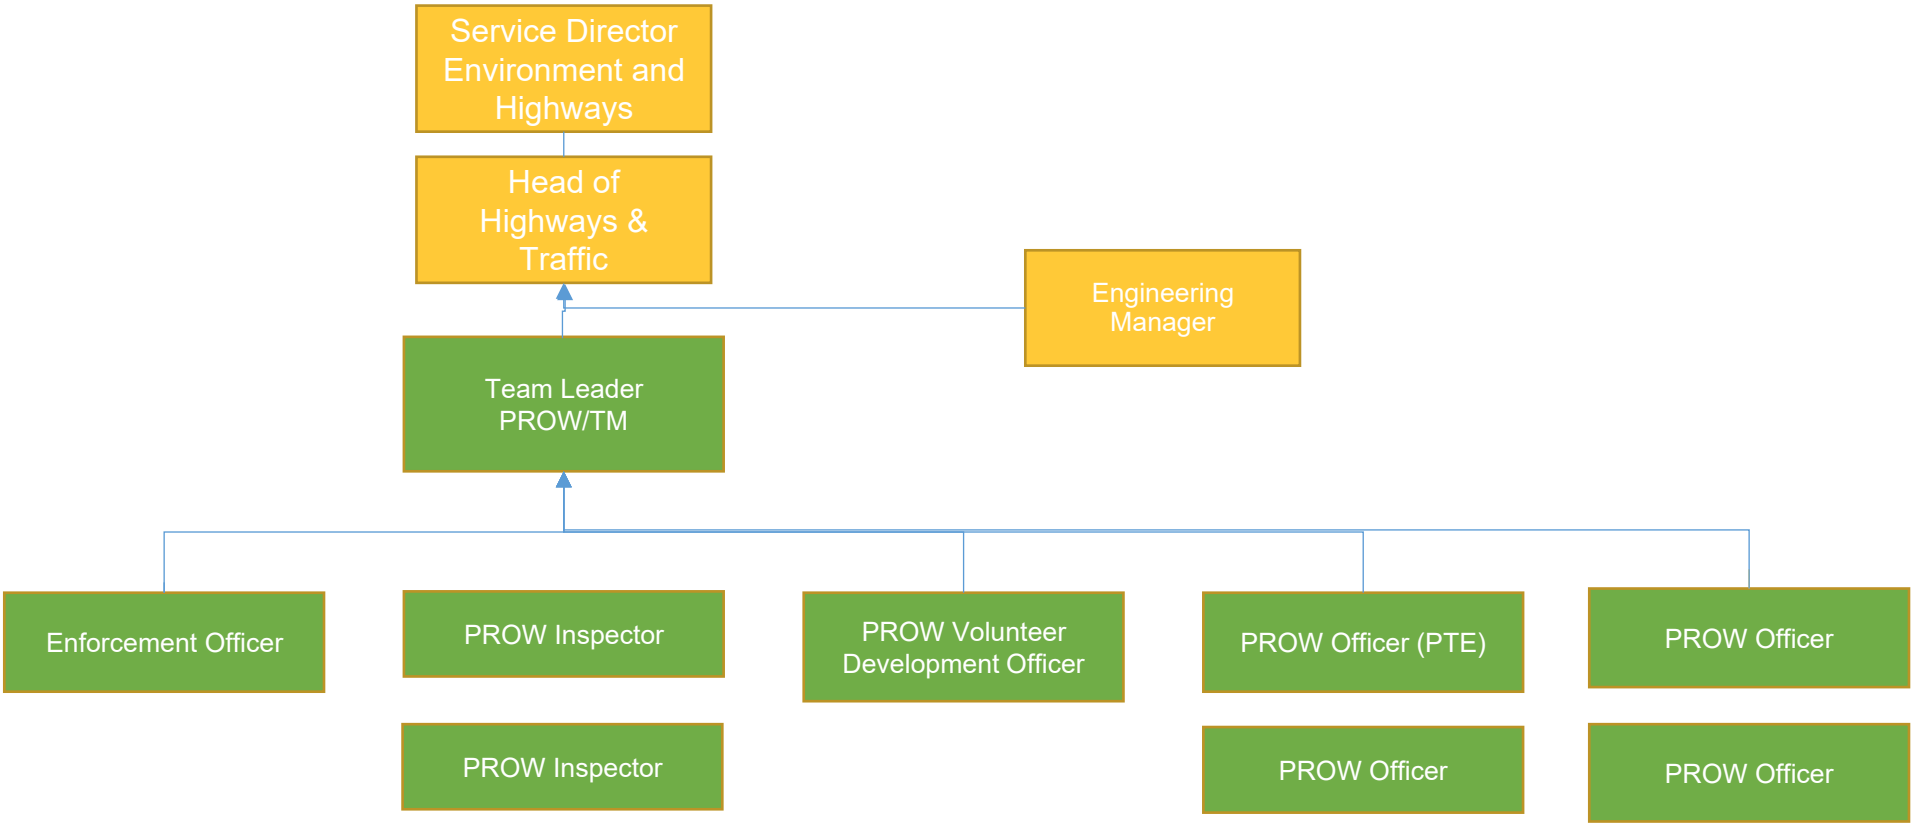 Service Director
Environment and
Highways
Head of
Highways &
Traffic
Engineering
Manager
Team Leader
PROW/TM
Enforcement Officer
PROW Inspector
PROW Volunteer
Development Officer
PROW Officer (PTE)
PROW Officer
PROW Inspector
PROW Officer
PROW Officer